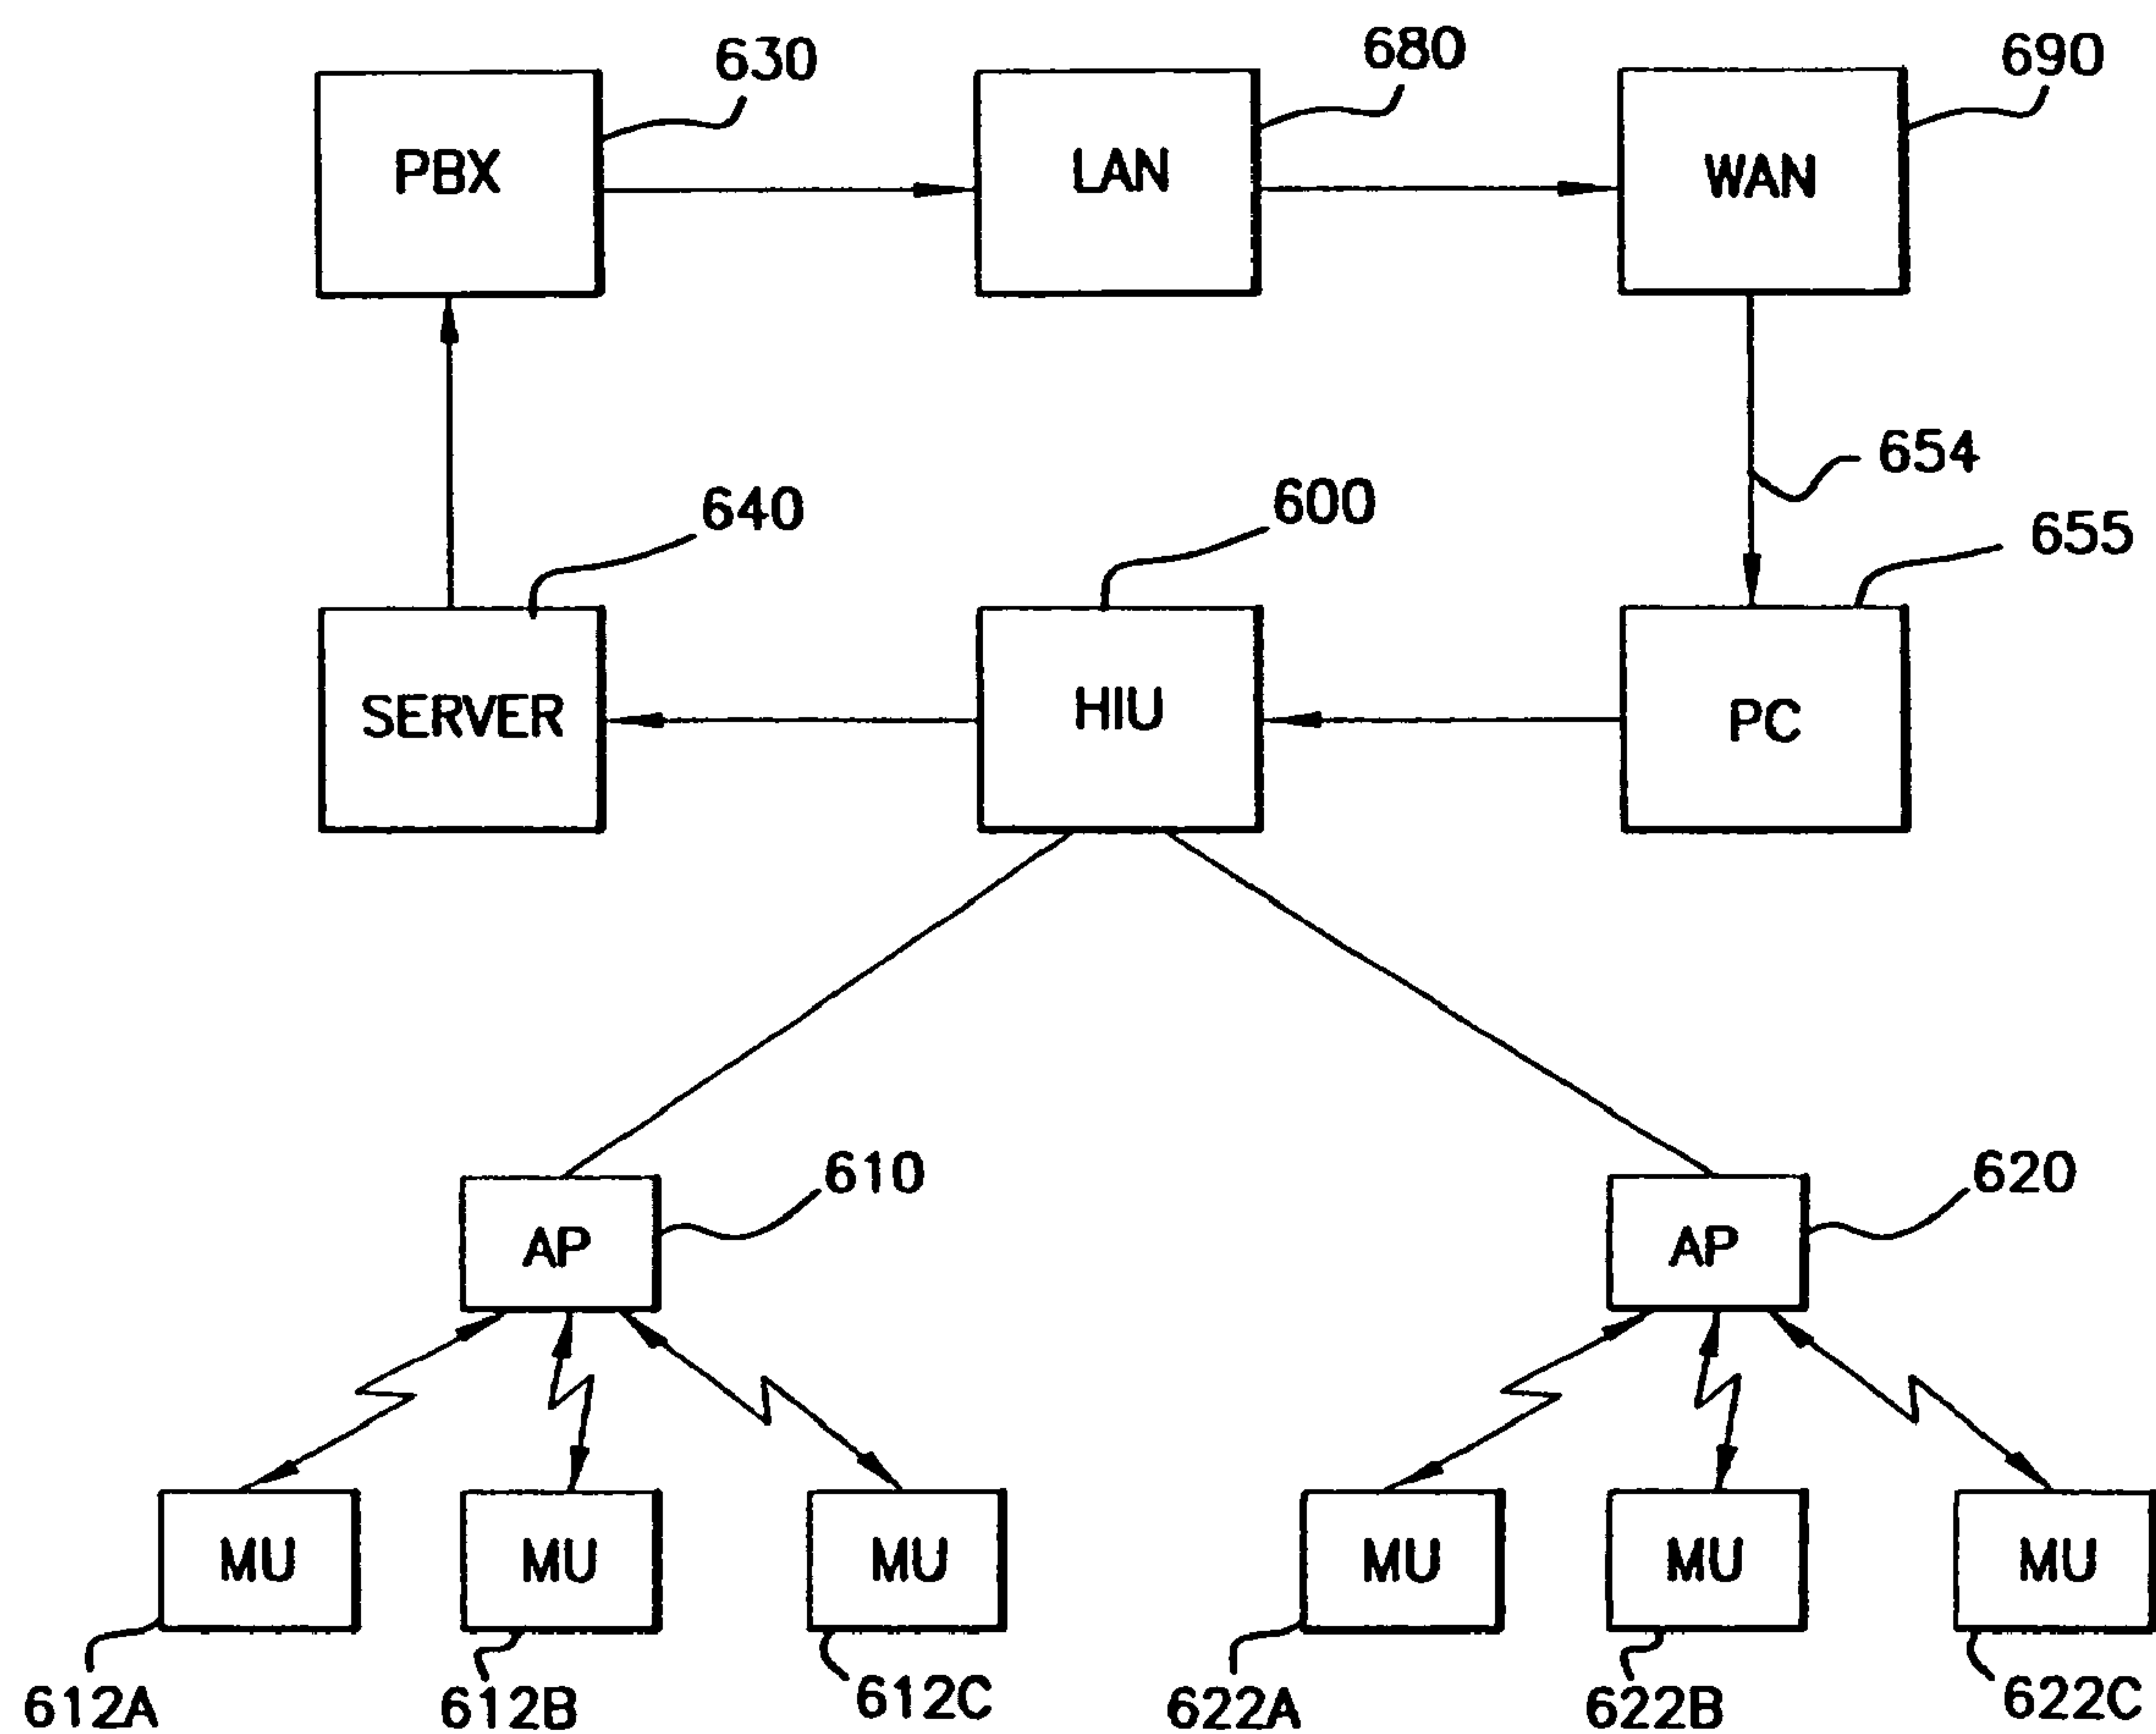 630
680
690
PBX
LAN
WAN
654
640
600
655
SERVER
HIU
PC
610
620
AP
AP
MU
MU
MU
MU
MU
MU
612A
612B
612C
622A
622B
622C